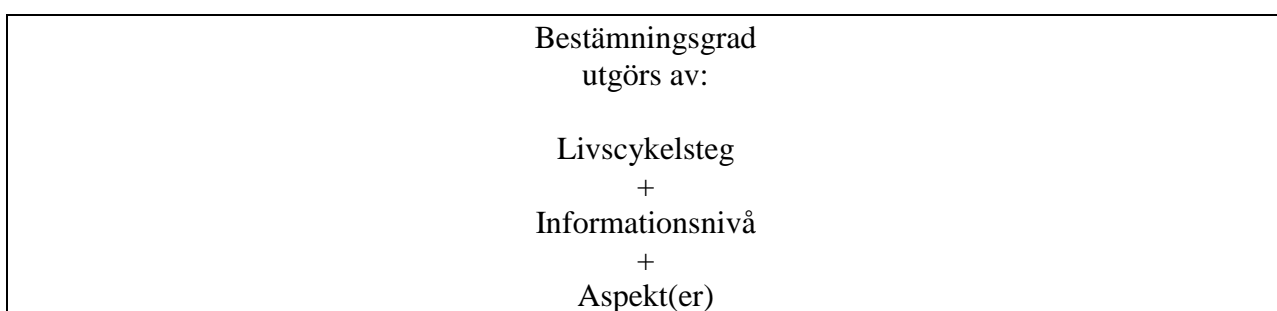 Bestämningsgrad
utgörs av:
Livscykelsteg
+
Informationsnivå
+
Aspekt(er)